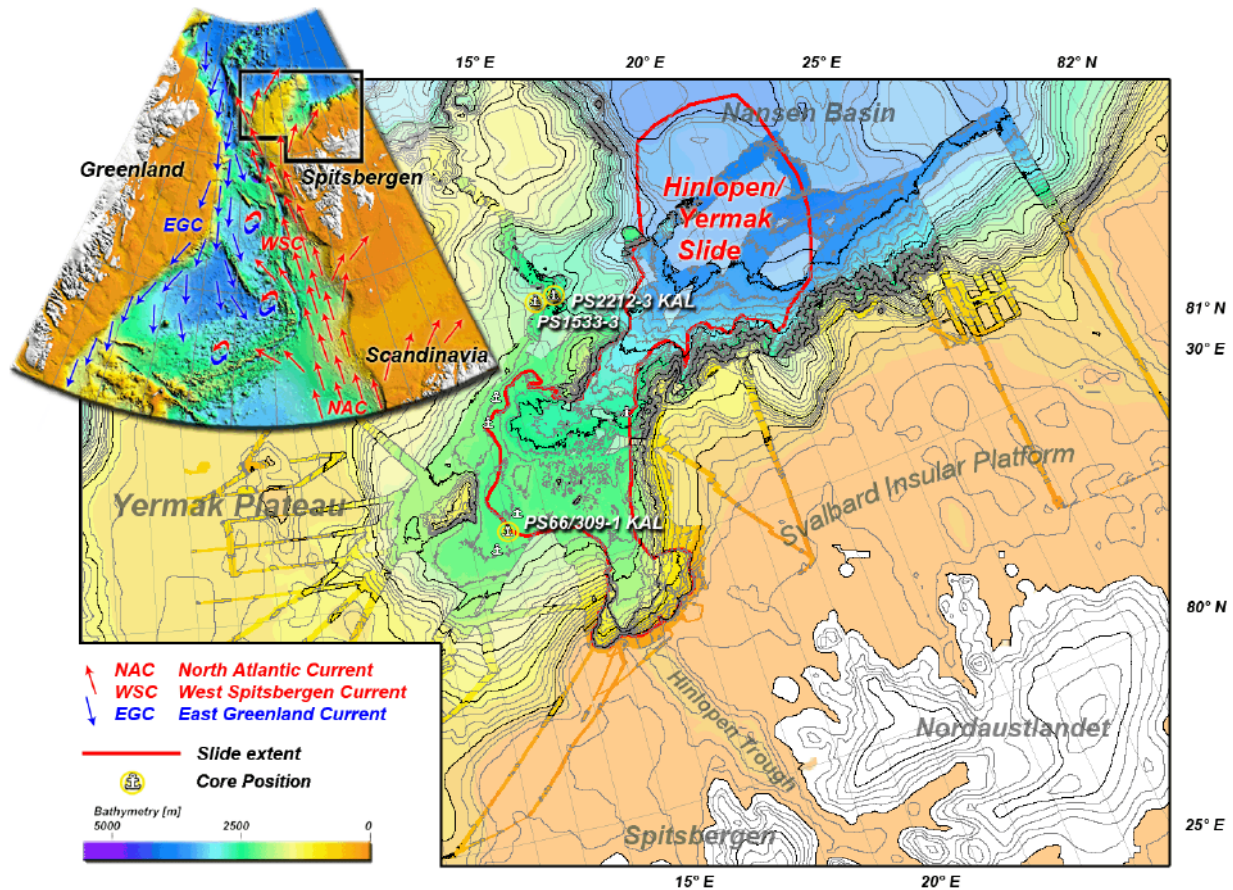 15° E
20° E
25° E
82° N
Nansen Basin
Greenland
Spitsbergen
Hinlopen/
Yermak
Slide
EGC
WSC
PS2212-3 KAL
PS1533-3
81° N
30° E
Scandinavia
NAC
Svalbard Insular Platform
Yermak Plateau
PS66/309-1 KAL
80° N
NAC North Atlantic Current
WSC West Spitsbergen Current
EGC East Greenland Current
Hinlopen Trough
Nordaustlandet
Slide extent
Core Position
Bathymetry [m]
5000 2500 0
Spitsbergen
25° E
15° E
20° E